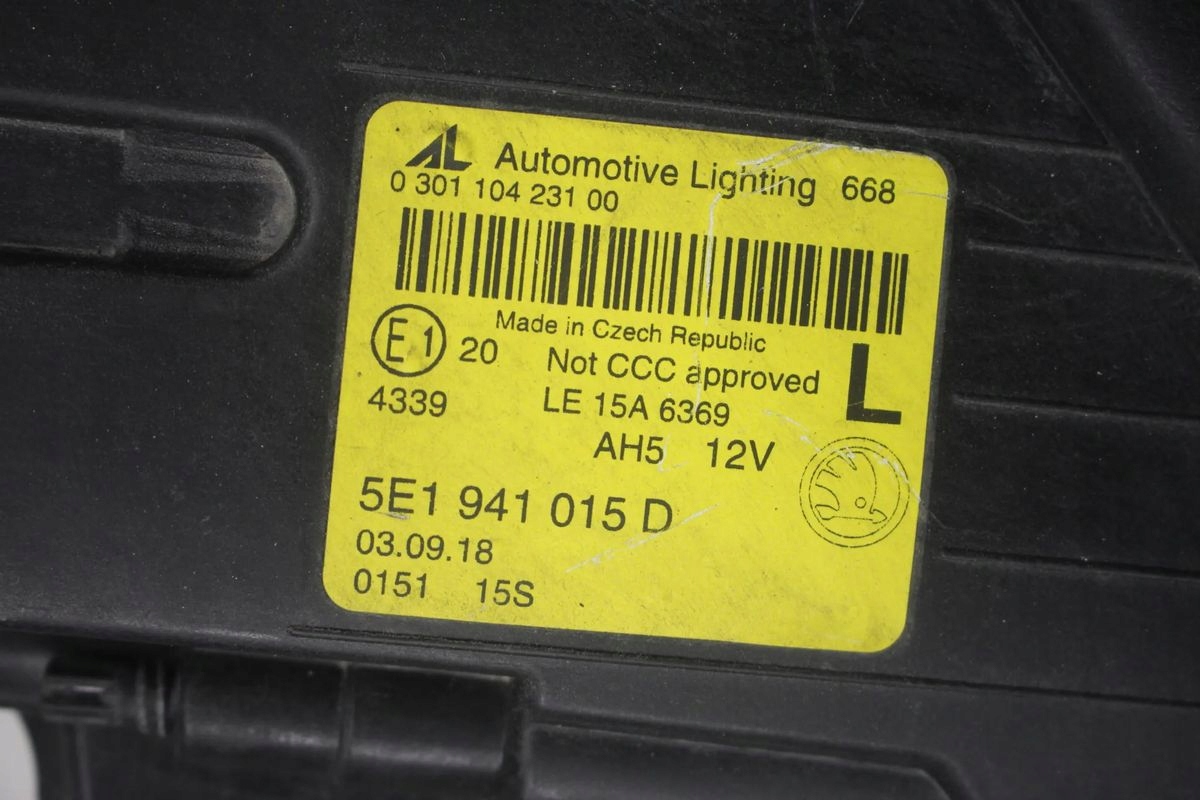 AL Automotive Lighting 668
0 301 104 231 00
Made in Czech Republic
E1 20 Not CCC approved L
4339 LE 15A 6369
AH5 12V
5E1 941 015 D
03.09.18
0151 15S